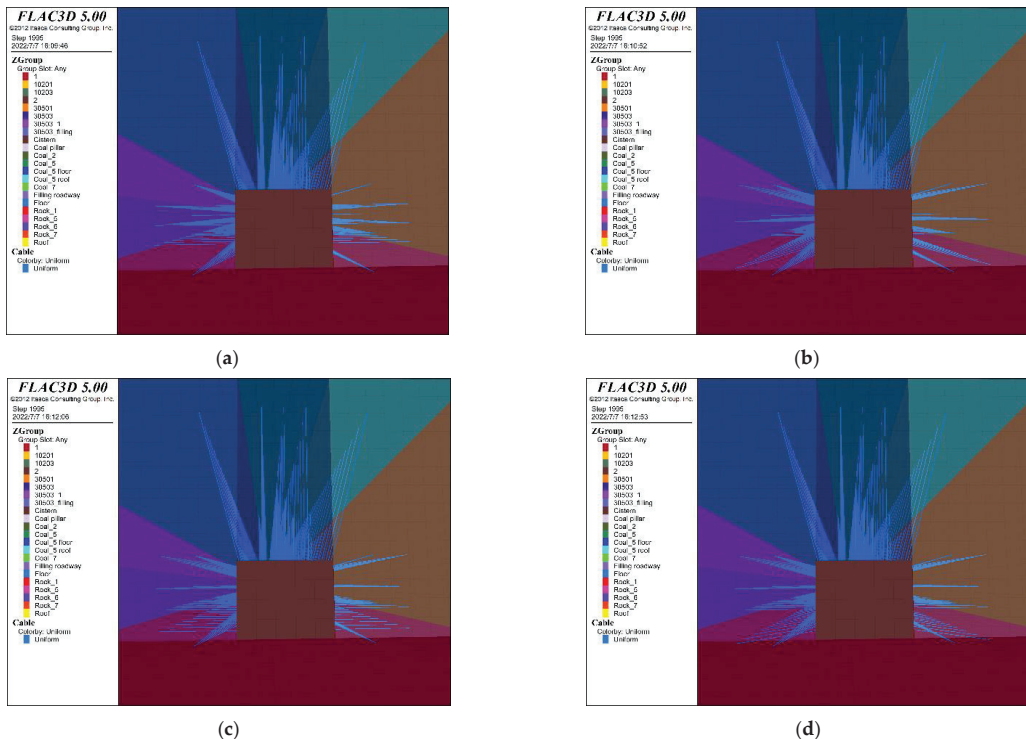 FLAC3D 5.00
©2012 Itasca Consulting Group, Inc.
Step 1995
2022/7/7 16:09:46
ZGroup
Group Slot: Any
1
10201
10203
2
30501
30503
30503_1
30503_filling
Cistern
Coal pillar
Coal_2
Coal_5
Coal_5 floor
Coal_5 roof
Coal_7
Filling roadway
Floor
Rock_1
Rock_5
Rock_6
Rock_7
Roof
Cable
Colorby: Uniform
Uniform
(a)
FLAC3D 5.00
©2012 Itasca Consulting Group, Inc.
Step 1995
2022/7/7 16:10:52
ZGroup
Group Slot: Any
1
10201
10203
2
30501
30503
30503_1
30503_filling
Cistern
Coal pillar
Coal_2
Coal_5
Coal_5 floor
Coal_5 roof
Coal_7
Filling roadway
Floor
Rock_1
Rock_5
Rock_6
Rock_7
Roof
Cable
Colorby: Uniform
Uniform
(b)
FLAC3D 5.00
©2012 Itasca Consulting Group, Inc.
Step 1995
2022/7/7 16:12:06
ZGroup
Group Slot: Any
1
10201
10203
2
30501
30503
30503_1
30503_filling
Cistern
Coal pillar
Coal_2
Coal_5
Coal_5 floor
Coal_5 roof
Coal_7
Filling roadway
Floor
Rock_1
Rock_5
Rock_6
Rock_7
Roof
Cable
Colorby: Uniform
Uniform
(c)
FLAC3D 5.00
©2012 Itasca Consulting Group, Inc.
Step 1995
2022/7/7 16:12:53
ZGroup
Group Slot: Any
1
10201
10203
2
30501
30503
30503_1
30503_filling
Cistern
Coal pillar
Coal_2
Coal_5
Coal_5 floor
Coal_5 roof
Coal_7
Filling roadway
Floor
Rock_1
Rock_5
Rock_6
Rock_7
Roof
Cable
Colorby: Uniform
Uniform
(d)